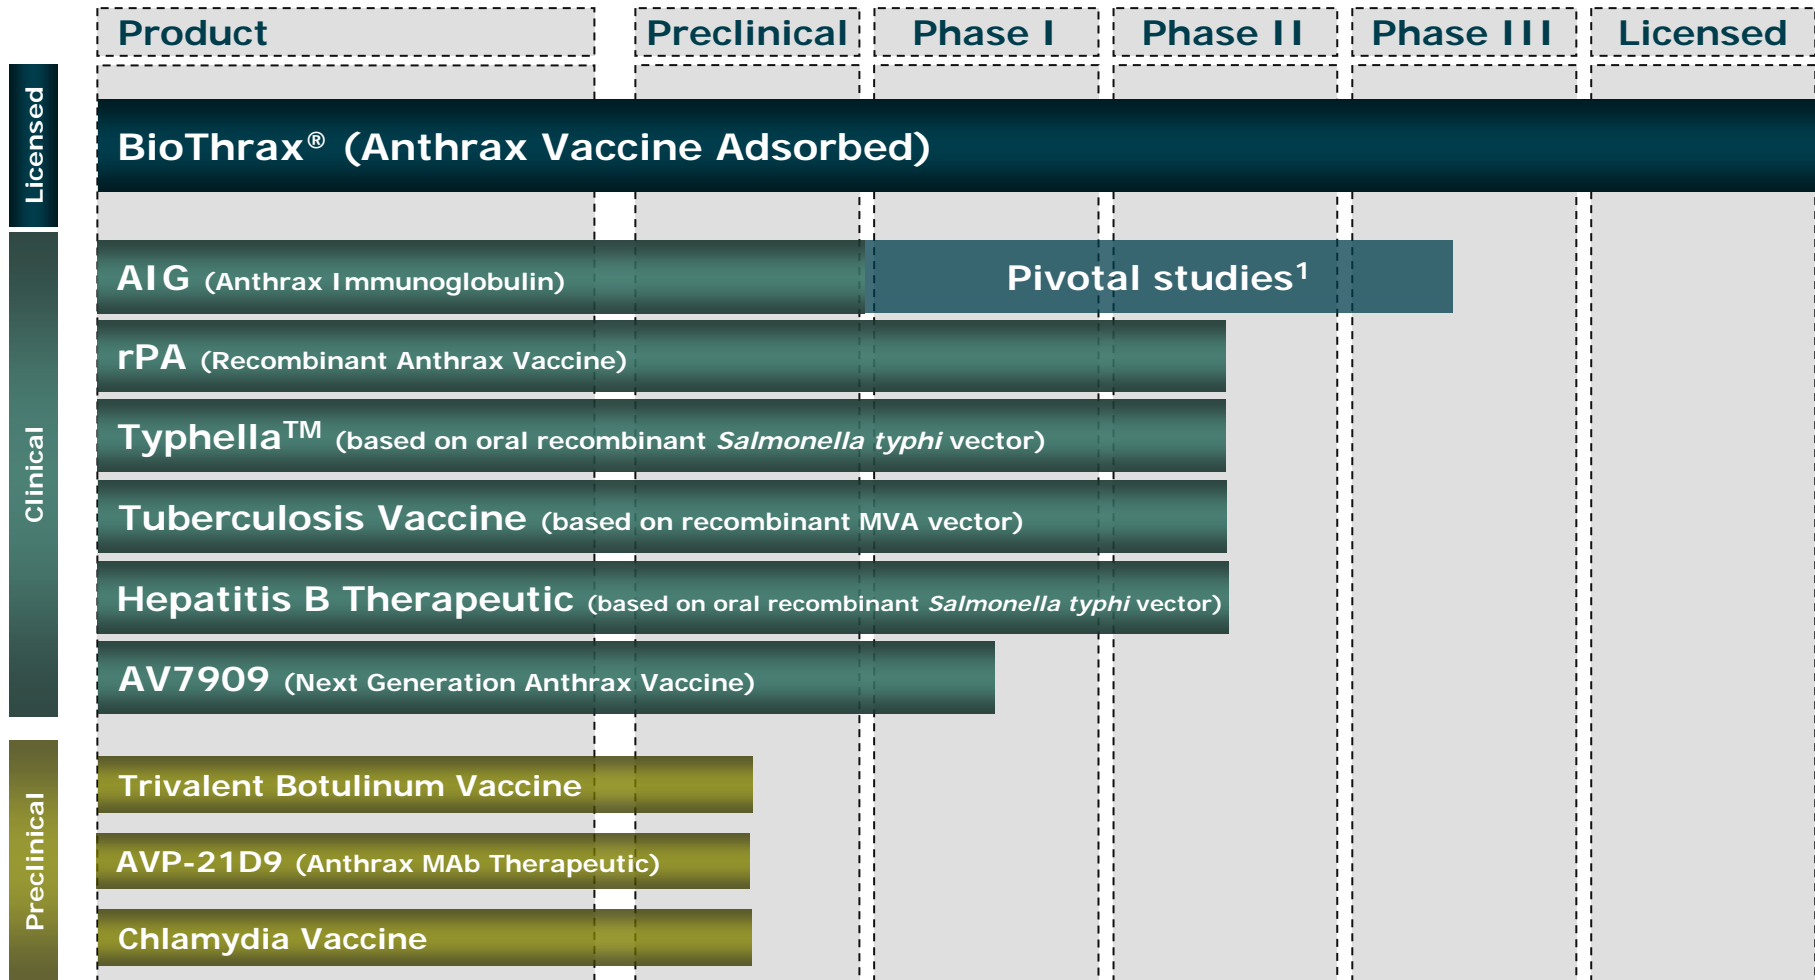 Product Preclinical Phase I Phase II Phase III Licensed
Licensed
BioThrax® (Anthrax Vaccine Adsorbed)
Clinical
AIG (Anthrax Immunoglobulin) Pivotal studies¹
rPA (Recombinant Anthrax Vaccine)
Typhella™ (based on oral recombinant Salmonella typhi vector)
Tuberculosis Vaccine (based on recombinant MVA vector)
Hepatitis B Therapeutic (based on oral recombinant Salmonella typhi vector)
AV7909 (Next Generation Anthrax Vaccine)
Preclinical
Trivalent Botulinum Vaccine
AVP-21D9 (Anthrax MAb Therapeutic)
Chlamydia Vaccine